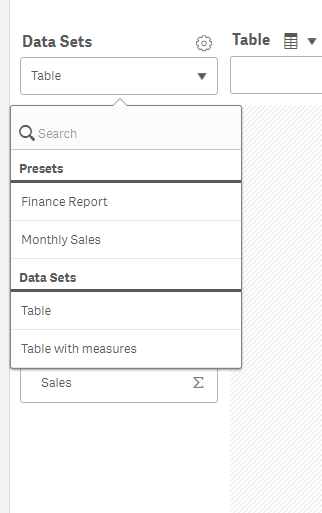 Data Sets
Table
Table
Search
Presets
Finance Report
Monthly Sales
Data Sets
Table
Table with measures
Sales Σ